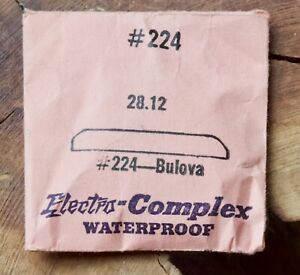 #224
28.12
#224—Bulova
Electro-Complex
WATERPROOF